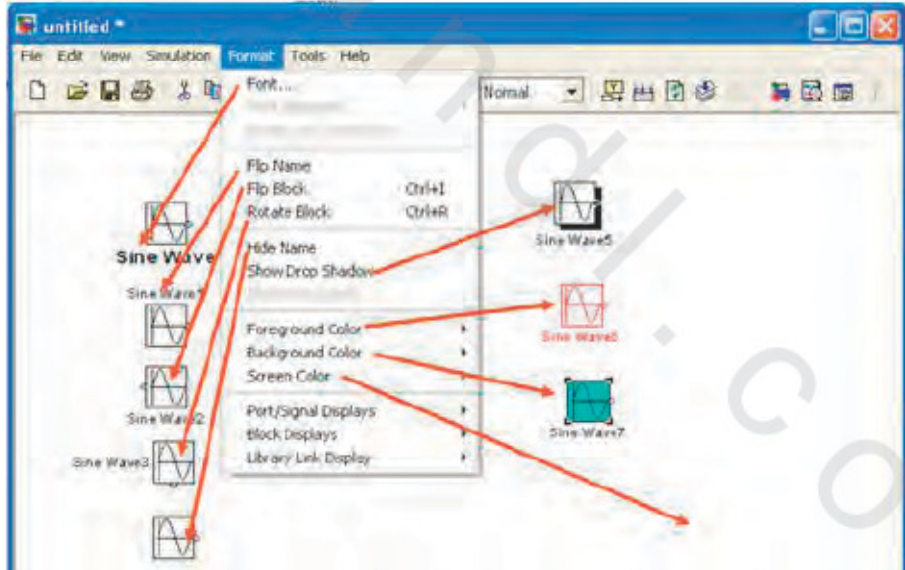 untitled *
File Edit View Simulation Format Tools Help
Normal
Font...
Flip Name
Flip Block Ctrl+I
Rotate Block Ctrl+R
Hide Name
Show Drop Shadow
Foreground Color
Background Color
Screen Color
Port/Signal Displays
Block Displays
Library Link Display
Sine Wave
Sine Wave1
Sine Wave2
Sine Wave3
Sine Wave5
Sine Wave6
Sine Wave7